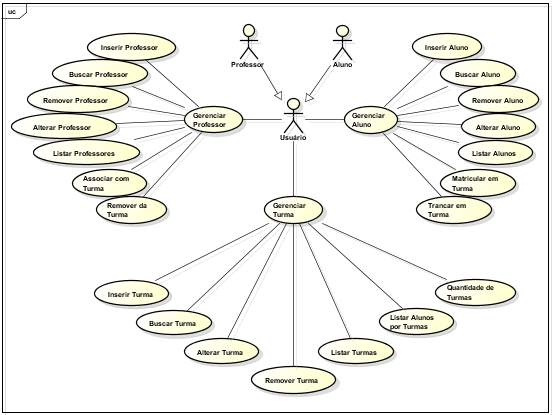 uc
Inserir Professor
Buscar Professor
Remover Professor
Alterar Professor
Listar Professores
Associar com
Turma
Remover da
Turma
Gerenciar
Professor
Professor
Aluno
Usuário
Gerenciar
Aluno
Inserir Aluno
Buscar Aluno
Remover Aluno
Alterar Aluno
Listar Alunos
Matricular em
Turma
Trancar em
Turma
Gerenciar
Turma
Inserir Turma
Buscar Turma
Alterar Turma
Remover Turma
Listar Turmas
Listar Alunos
por Turmas
Quantidade de
Turmas